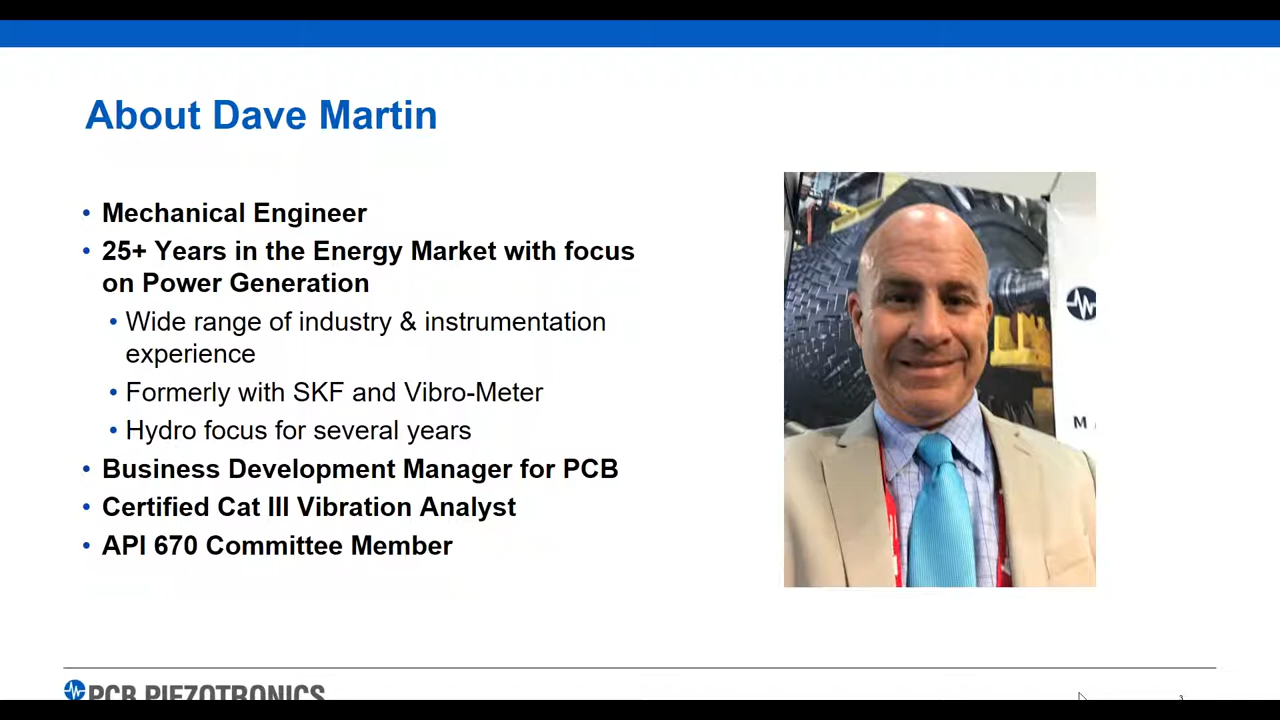 About Dave Martin
• Mechanical Engineer
• 25+ Years in the Energy Market with focus
on Power Generation
• Wide range of industry & instrumentation
experience
• Formerly with SKF and Vibro-Meter
• Hydro focus for several years
• Business Development Manager for PCB
• Certified Cat III Vibration Analyst
• API 670 Committee Member
PCB PIEZOTRONICS
3